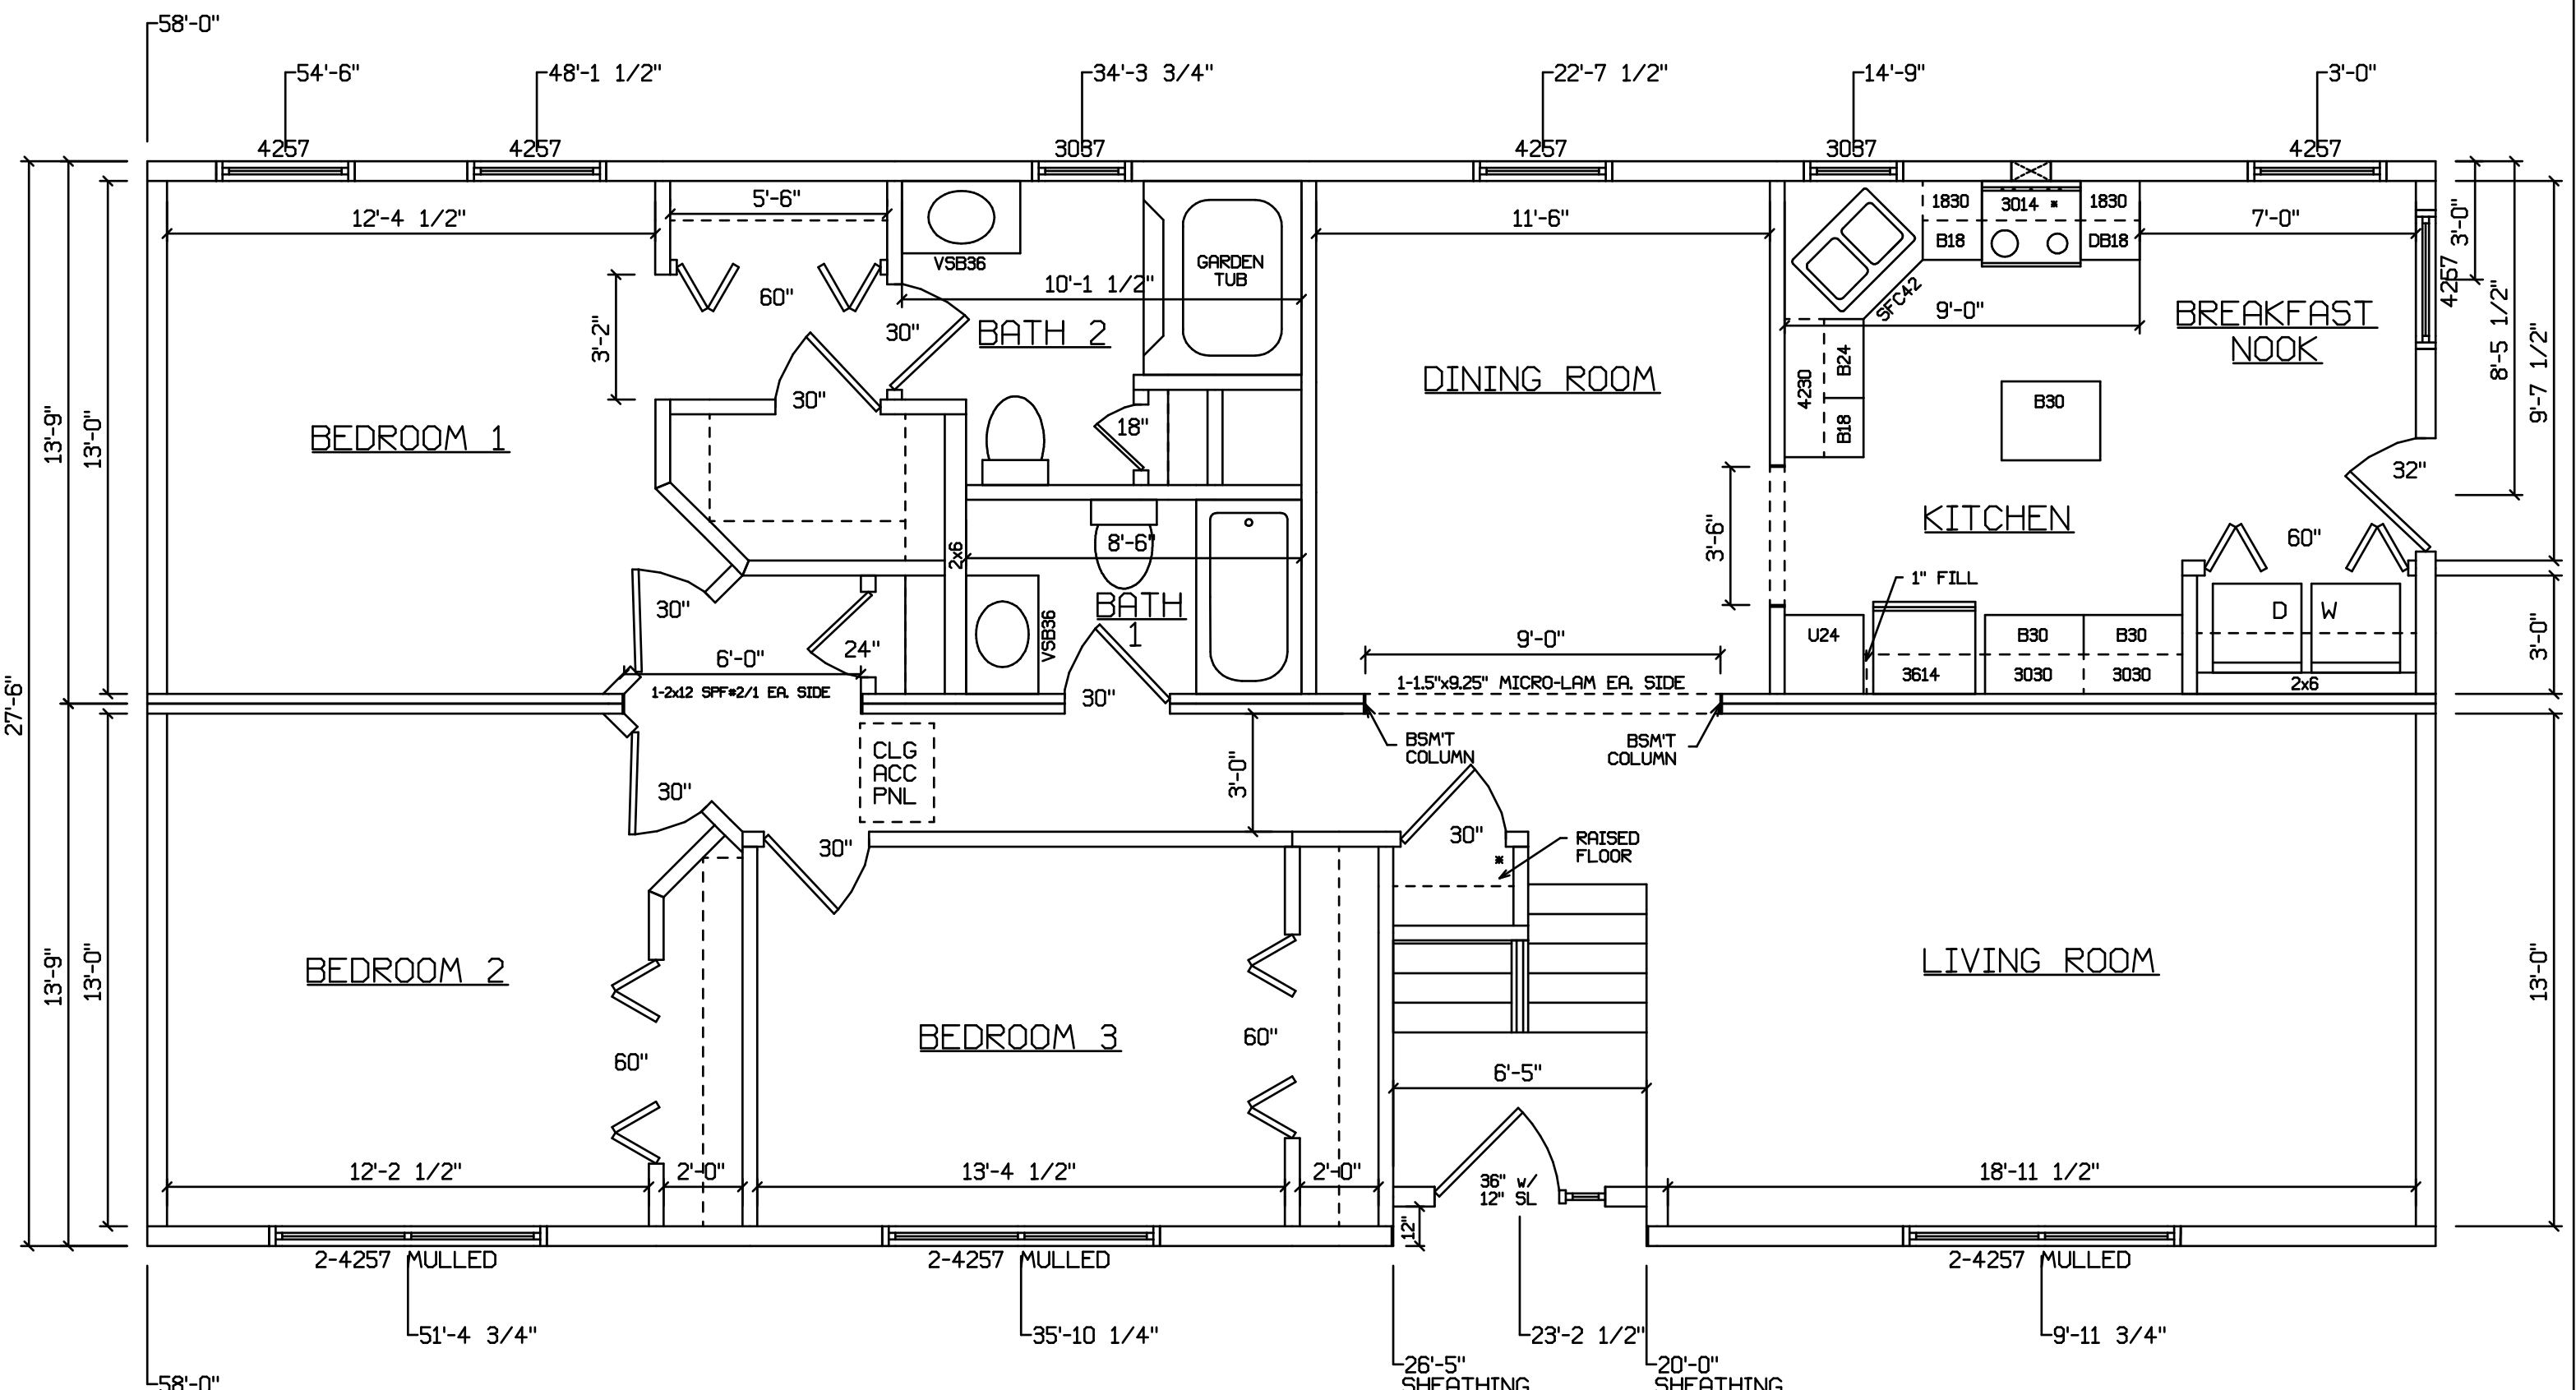 58'-0"
54'-6"
48'-1 1/2"
34'-3 3/4"
22'-7 1/2"
14'-9"
3'-0"
4257
4257
3037
4257
3037
4257
12'-4 1/2"
5'-6"
VSB36
GARDEN
TUB
10'-1 1/2"
11'-6"
1830
3014 *
1830
B18
DB18
7'-0"
3'-0"
4257
8'-5 1/2"
9'-7 1/2"
60"
30"
BATH 2
3'-2"
SFC42
9'-0"
BREAKFAST
NOOK
DINING ROOM
4230
B24
B18
B30
30"
18"
BEDROOM 1
13'-9"
13'-0"
32"
KITCHEN
3'-6"
60"
2x6
8'-6"
1" FILL
30"
BATH
1
VSB36
24"
6'-0"
9'-0"
U24
3614
B30
B30
3030
3030
D
W
2x6
3'-0"
1-2x12 SPF#2/1 EA. SIDE
30"
1-1.5"x9.25" MICRO-LAM EA. SIDE
27'-6"
CLG
ACC
PNL
3'-0"
BSM'T
COLUMN
BSM'T
COLUMN
30"
30"
30"
*
RAISED
FLOOR
13'-9"
13'-0"
BEDROOM 2
BEDROOM 3
LIVING ROOM
13'-0"
60"
60"
6'-5"
12'-2 1/2"
2'-0"
13'-4 1/2"
2'-0"
36" w/
12" SL
18'-11 1/2"
12"
2-4257 MULLED
2-4257 MULLED
2-4257 MULLED
51'-4 3/4"
35'-10 1/4"
23'-2 1/2"
9'-11 3/4"
26'-5"
SHEATHING
20'-0"
SHEATHING
58'-0"